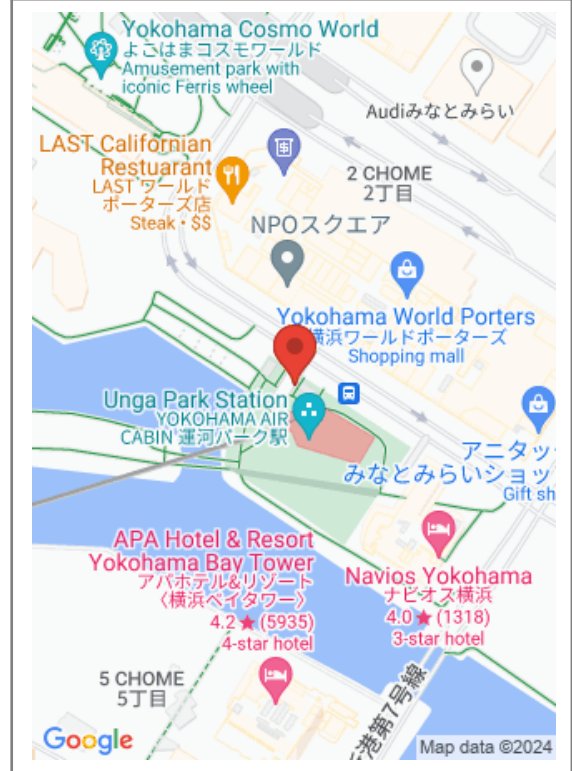 Yokohama Cosmo World
よこはまコスモワールド
Amusement park with
iconic Ferris wheel
Audiみなとみらい
LAST Californian
Restuarant
LAST ワールド
ポーターズ店
Steak・$$
2 CHOME
2丁目
NPOスクエア
Yokohama World Porters
横浜ワールドポーターズ
Shopping mall
Unga Park Station
YOKOHAMA AIR
CABIN 運河パーク駅
アニタッ
みなとみらいショッ
Gift sh
APA Hotel & Resort
Yokohama Bay Tower
アパホテル&リゾート
〈横浜ベイタワー〉
4.2★(5935)
4-star hotel
Navios Yokohama
ナビオス横浜
4.0★(1318)
3-star hotel
5 CHOME
5丁目
港第7号線
Google
Map data ©2024